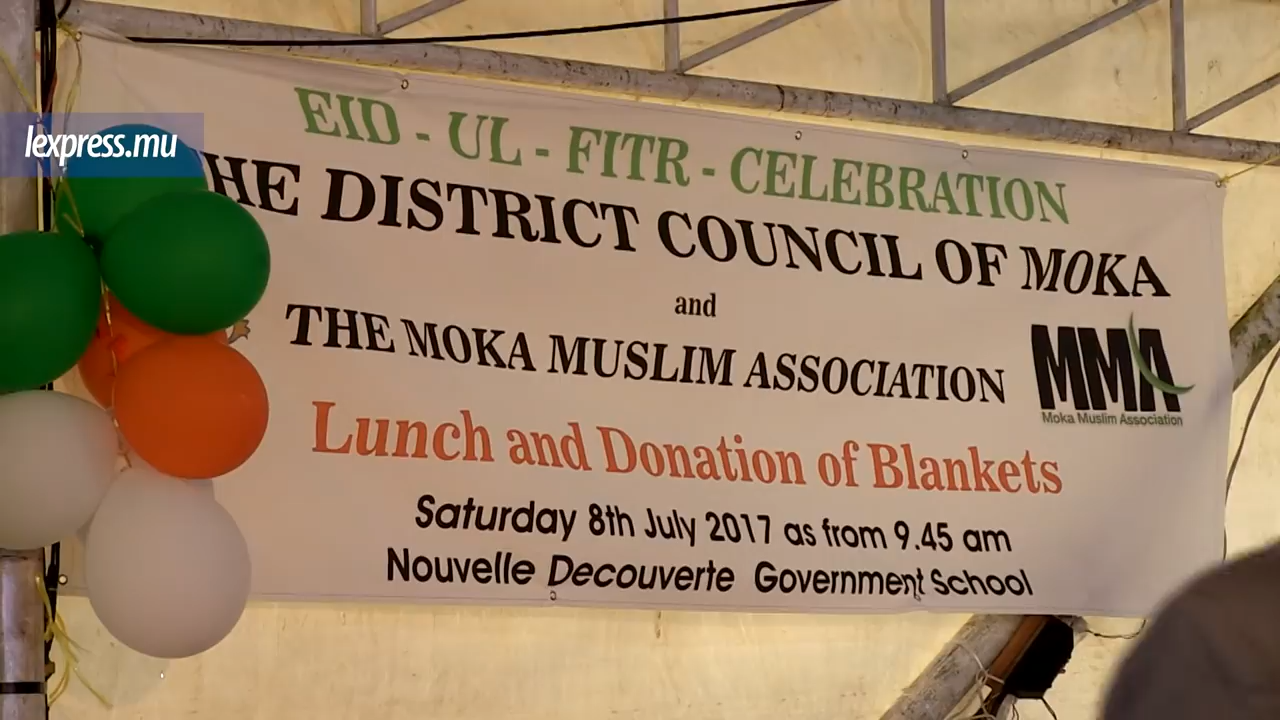 lexpress.mu
EID - UL - FITR - CELEBRATION
HE DISTRICT COUNCIL OF MOKA
and
THE MOKA MUSLIM ASSOCIATION
MMA
Moka Muslim Association
Lunch and Donation of Blankets
Saturday 8th July 2017 as from 9.45 am
Nouvelle Decouverte Government School